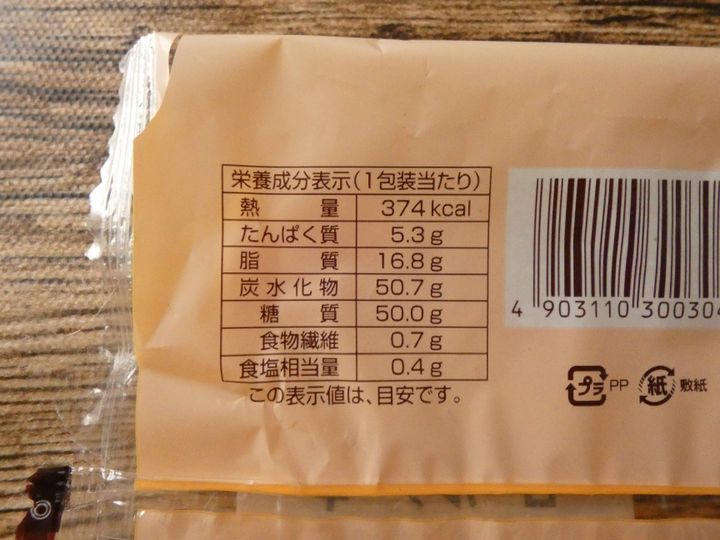 栄養成分表示(1包装当たり)
熱量 374kcal
たんぱく質 5.3g
脂質 16.8g
炭水化物 50.7g
糖質 50.0g
食物繊維 0.7g
食塩相当量 0.4g
この表示値は、目安です。
4 903110 300304
プラ PP 紙 敷紙